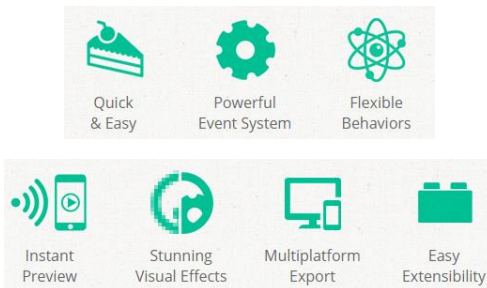 Quick
& Easy
Powerful
Event System
Flexible
Behaviors
Instant
Preview
Stunning
Visual Effects
Multiplatform
Export
Easy
Extensibility